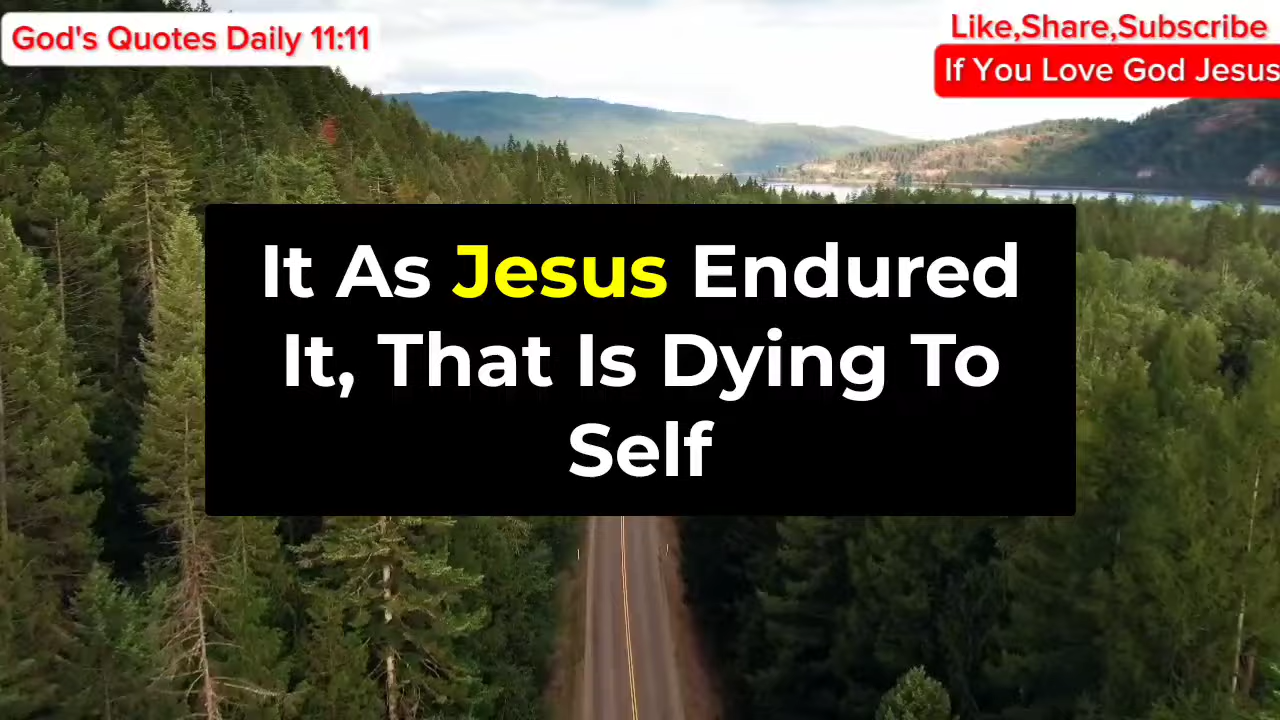 God's Quotes Daily 11:11
Like,Share,Subscribe
If You Love God Jesus
It As Jesus Endured
It, That Is Dying To
Self